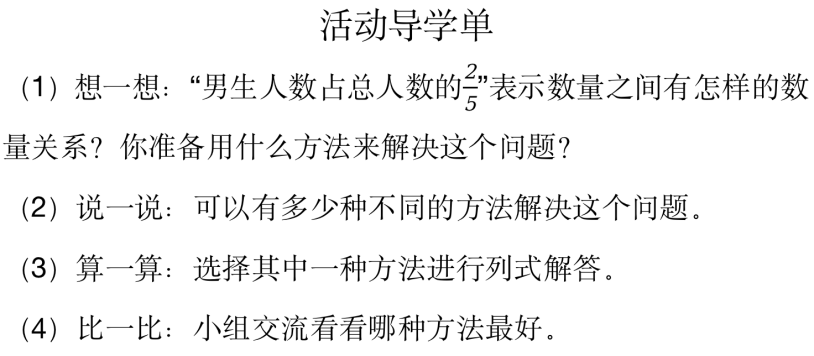 活动导学单
（1）想一想：“男生人数占总人数的2/5”表示数量之间有怎样的数
量关系？你准备用什么方法来解决这个问题？
（2）说一说：可以有多少种不同的方法解决这个问题。
（3）算一算：选择其中一种方法进行列式解答。
（4）比一比：小组交流看看哪种方法最好。